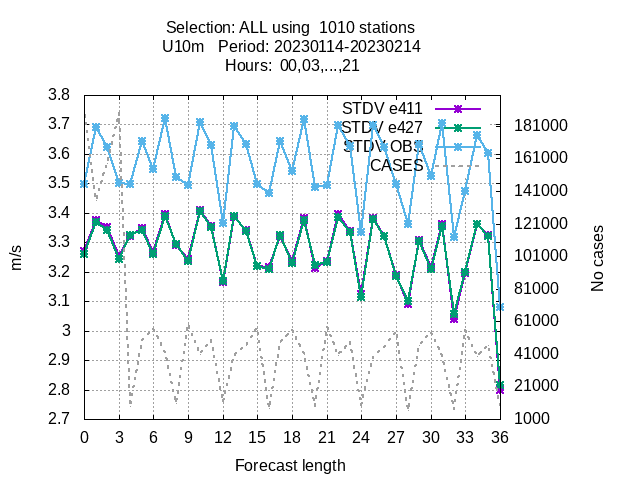 Selection: ALL using  1010 stations
U10m   Period: 20230114-20230214
Hours:  00,03,...,21
STDV e411
STDV e427
STDV OBS
CASES
3.8
3.7
3.6
3.5
3.4
3.3
3.2
3.1
3
2.9
2.8
2.7
m/s
181000
161000
141000
121000
101000
81000
61000
41000
21000
1000
No cases
0 3 6 9 12 15 18 21 24 27 30 33 36
Forecast length